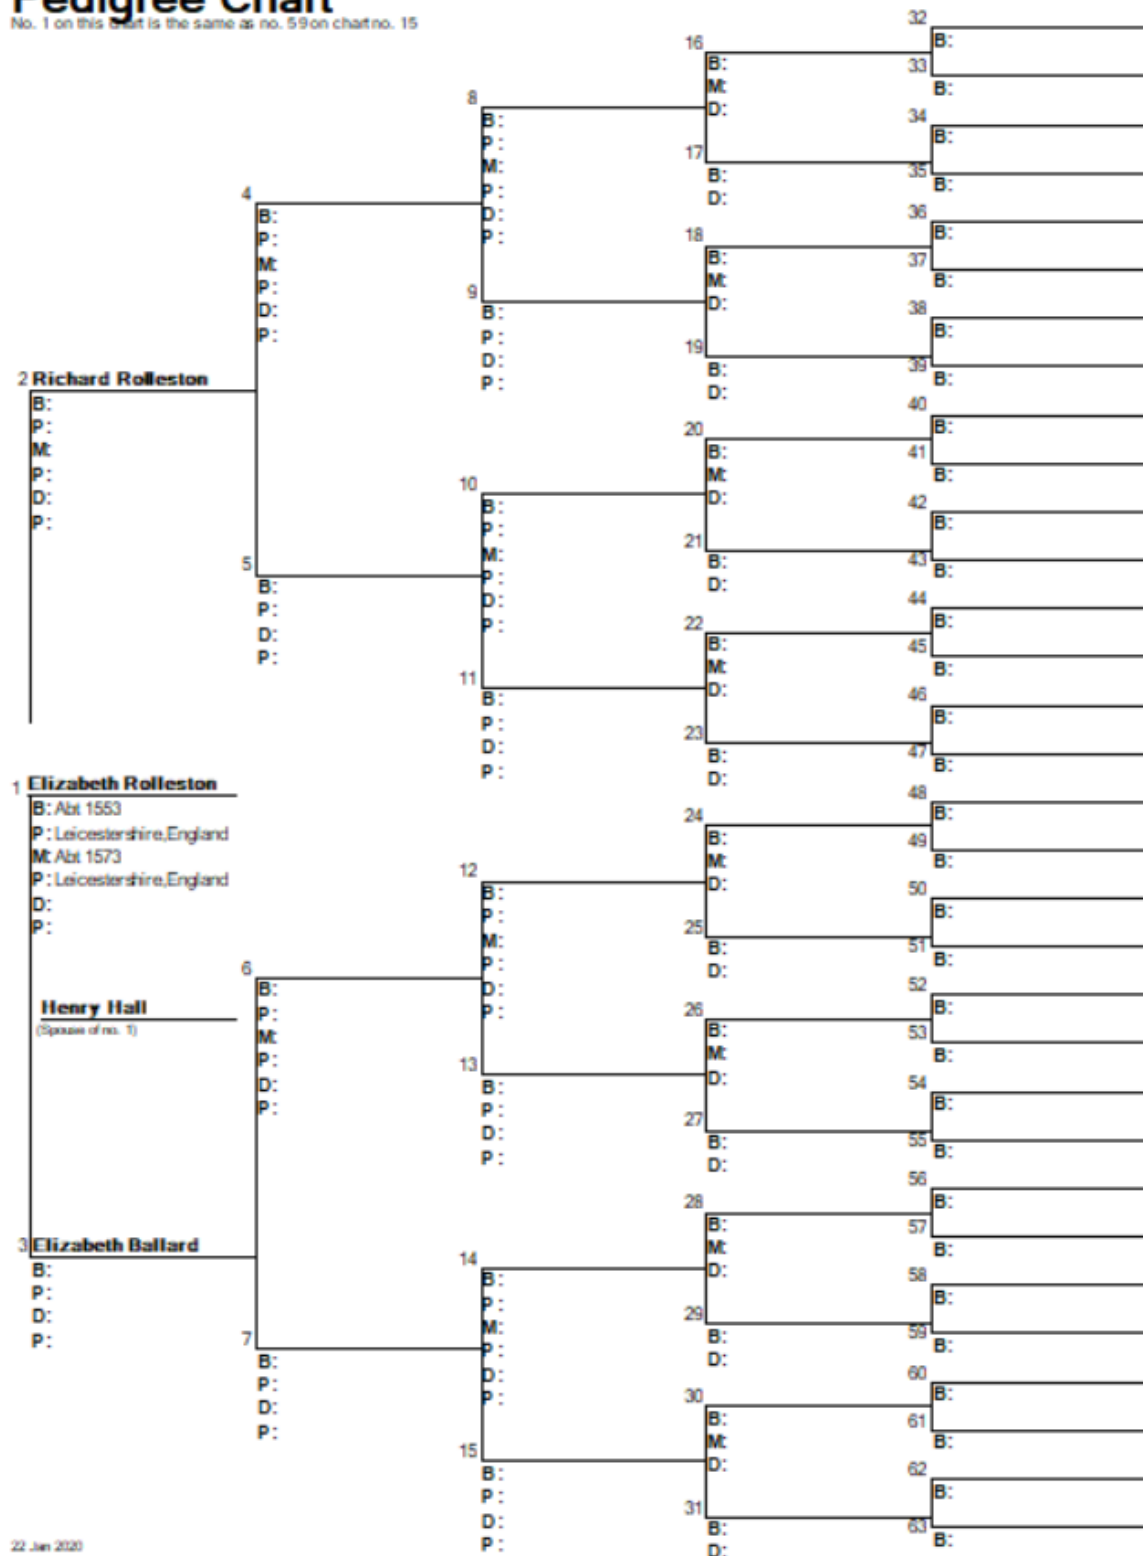 Pedigree Chart
No. 1 on this chart is the same as no. 59 on chart no. 15
2 Richard Rolleston
B:
P:
M:
P:
D:
P:
1 Elizabeth Rolleston
B: Abt 1553
P: Leicestershire,England
M: Abt 1573
P: Leicestershire,England
D:
P:
Henry Hall
(Spouse of no. 1)
3 Elizabeth Ballard
B:
P:
D:
P:
4
B:
P:
M:
P:
D:
P:
5
B:
P:
D:
P:
6
B:
P:
M:
P:
D:
P:
7
B:
P:
D:
P:
8
B:
P:
M:
P:
D:
P:
9
B:
P:
D:
P:
10
B:
P:
M:
P:
D:
P:
11
B:
P:
D:
P:
12
B:
P:
M:
P:
D:
P:
13
B:
P:
D:
P:
14
B:
P:
M:
P:
D:
P:
15
B:
P:
D:
P:
16
B:
M:
D:
17
B:
D:
18
B:
M:
D:
19
B:
D:
20
B:
M:
D:
21
B:
D:
22
B:
M:
D:
23
B:
D:
24
B:
M:
D:
25
B:
D:
26
B:
M:
D:
27
B:
D:
28
B:
M:
D:
29
B:
D:
30
B:
M:
D:
31
B:
D:
32
B:
33
B:
34
B:
35
B:
36
B:
37
B:
38
B:
39
B:
40
B:
41
B:
42
B:
43
B:
44
B:
45
B:
46
B:
47
B:
48
B:
49
B:
50
B:
51
B:
52
B:
53
B:
54
B:
55
B:
56
B:
57
B:
58
B:
59
B:
60
B:
61
B:
62
B:
63
B:
22 Jan 2020